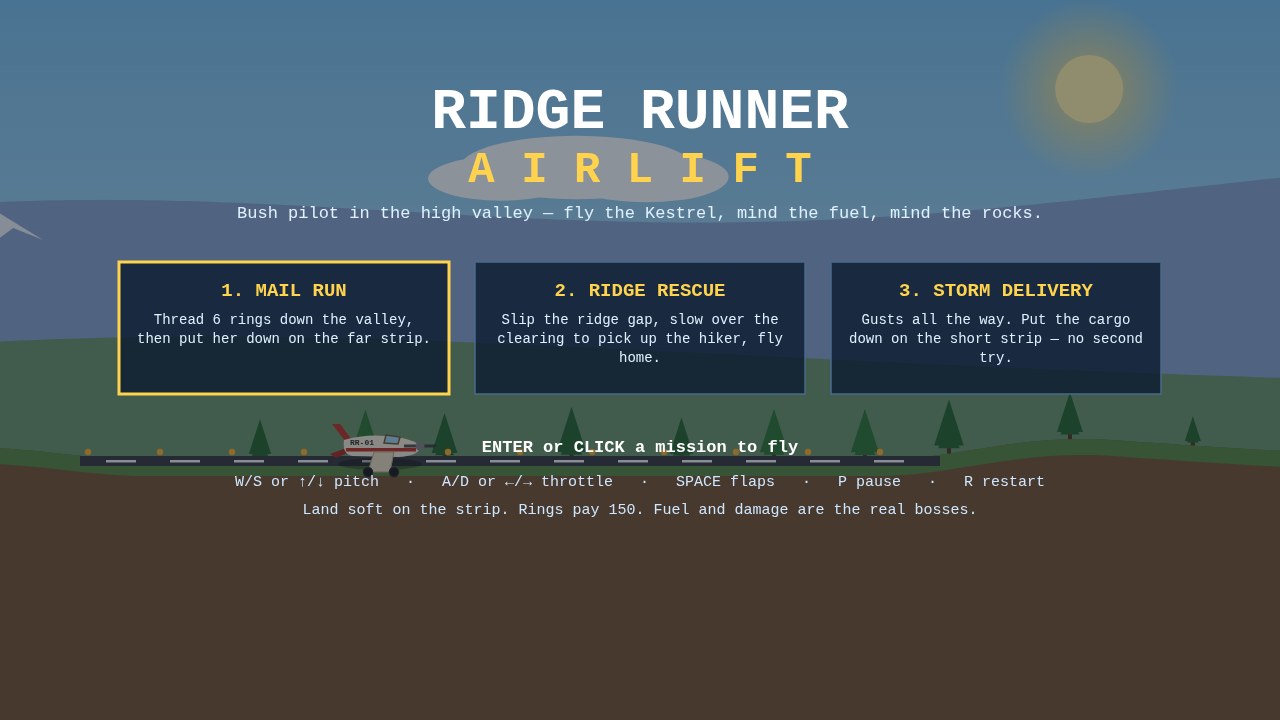 RIDGE RUNNER
AIRLIFT
Bush pilot in the high valley — fly the Kestrel, mind the fuel, mind the rocks.
1. MAIL RUN
Thread 6 rings down the valley,
then put her down on the far strip.
2. RIDGE RESCUE
Slip the ridge gap, slow over the
clearing to pick up the hiker, fly
home.
3. STORM DELIVERY
Gusts all the way. Put the cargo
down on the short strip — no second
try.
RR-01
ENTER or CLICK a mission to fly
W/S or ↑/↓ pitch · A/D or ←/→ throttle · SPACE flaps · P pause · R restart
Land soft on the strip. Rings pay 150. Fuel and damage are the real bosses.